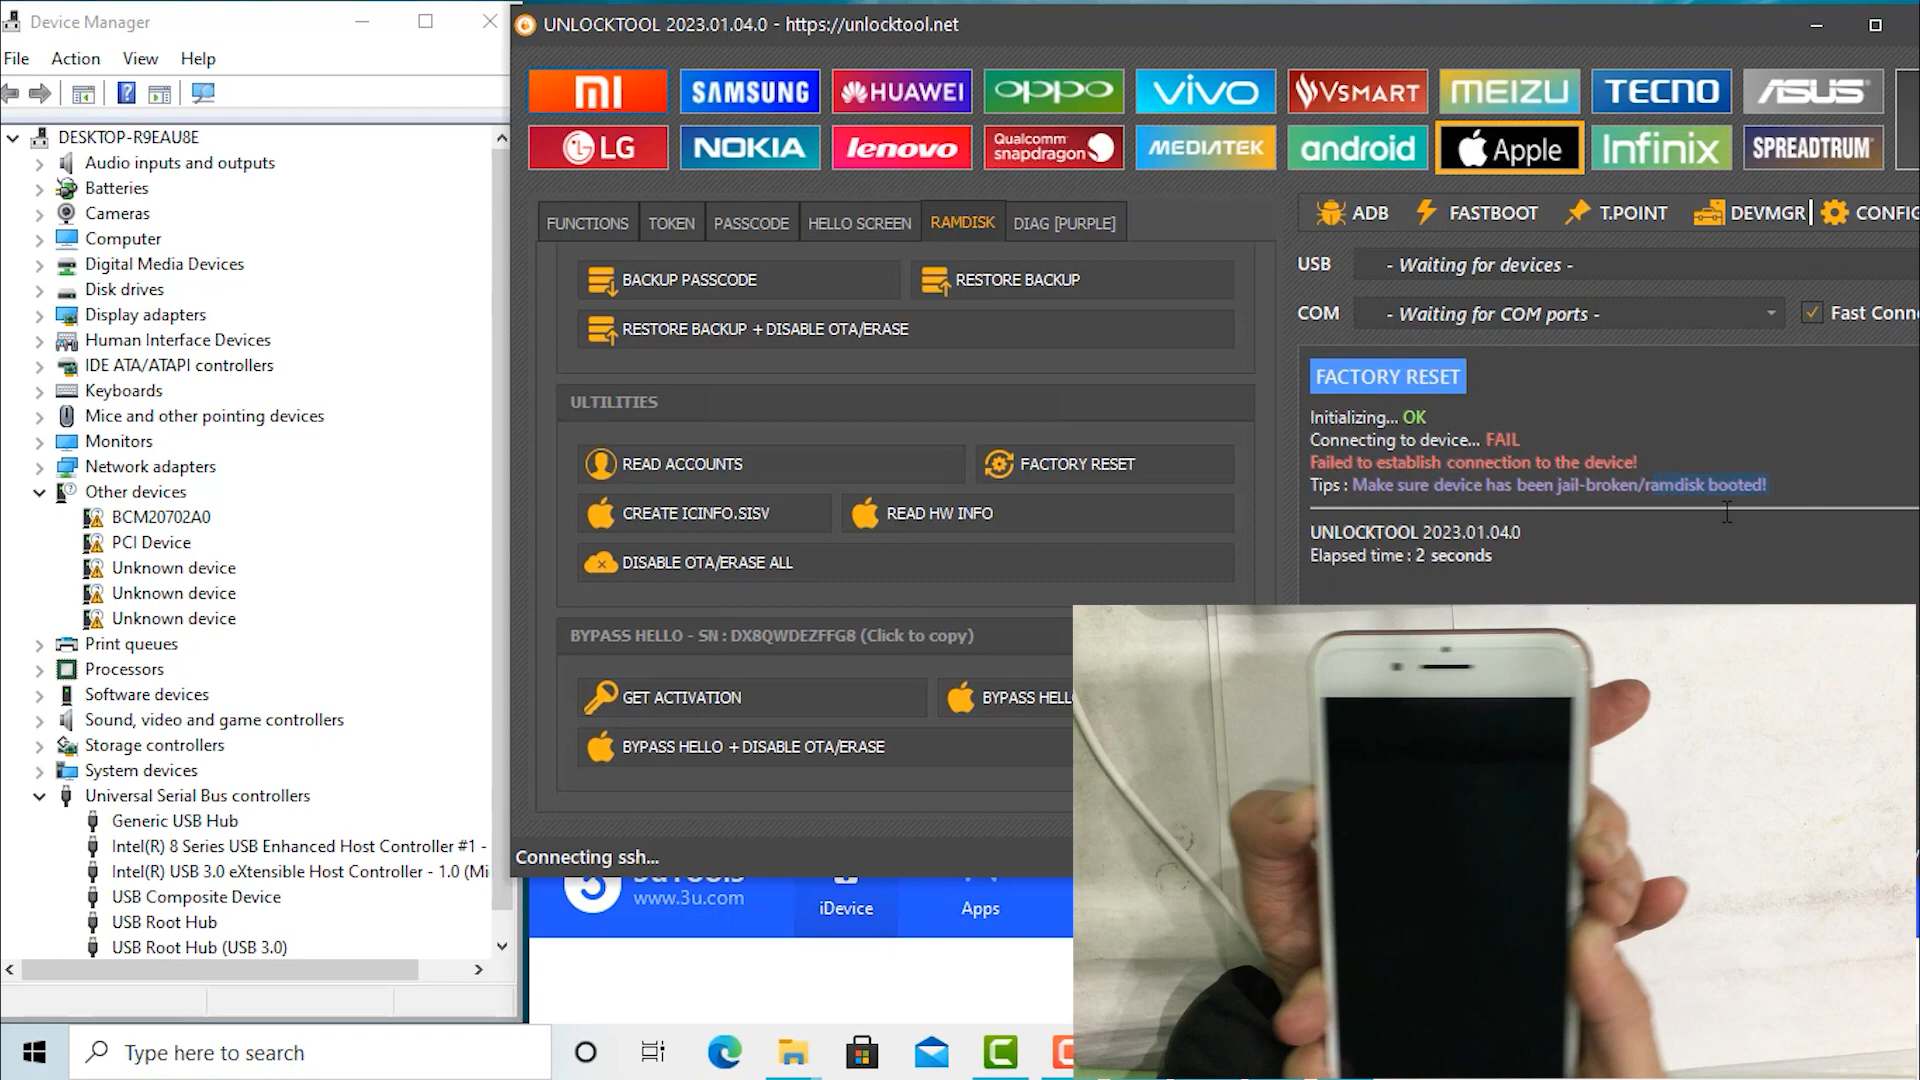 Device Manager
File Action View Help
DESKTOP-R9EAU8E
Audio inputs and outputs
Batteries
Cameras
Computer
Digital Media Devices
Disk drives
Display adapters
Human Interface Devices
IDE ATA/ATAPI controllers
Keyboards
Mice and other pointing devices
Monitors
Network adapters
Other devices
BCM20702A0
PCI Device
Unknown device
Unknown device
Unknown device
Print queues
Processors
Software devices
Sound, video and game controllers
Storage controllers
System devices
Universal Serial Bus controllers
Generic USB Hub
Intel(R) 8 Series USB Enhanced Host Controller #1 -
Intel(R) USB 3.0 eXtensible Host Controller - 1.0 (Mi
USB Composite Device
USB Root Hub
USB Root Hub (USB 3.0)
UNLOCKTOOL 2023.01.04.0 - https://unlocktool.net
MI SAMSUNG HUAWEI oppo vivo VSMART MEIZU TECNO ASUS
LG NOKIA lenovo Qualcomm snapdragon MEDIATEK android Apple Infinix SPREADTRUM
FUNCTIONS TOKEN PASSCODE HELLO SCREEN RAMDISK DIAG [PURPLE]
BACKUP PASSCODE RESTORE BACKUP
RESTORE BACKUP + DISABLE OTA/ERASE
ULTILITIES
READ ACCOUNTS FACTORY RESET
CREATE ICINFO.SISV READ HW INFO
DISABLE OTA/ERASE ALL
BYPASS HELLO - SN : DX8QWDEZFFG8 (Click to copy)
GET ACTIVATION BYPASS HELLO
BYPASS HELLO + DISABLE OTA/ERASE
Connecting ssh...
ADB FASTBOOT T.POINT DEVMGR CONFIG
USB - Waiting for devices -
COM - Waiting for COM ports - Fast Conn
FACTORY RESET
Initializing... OK
Connecting to device... FAIL
Failed to establish connection to the device!
Tips : Make sure device has been jail-broken/ramdisk booted!
UNLOCKTOOL 2023.01.04.0
Elapsed time : 2 seconds
3uTools
www.3u.com
iDevice Apps
Type here to search